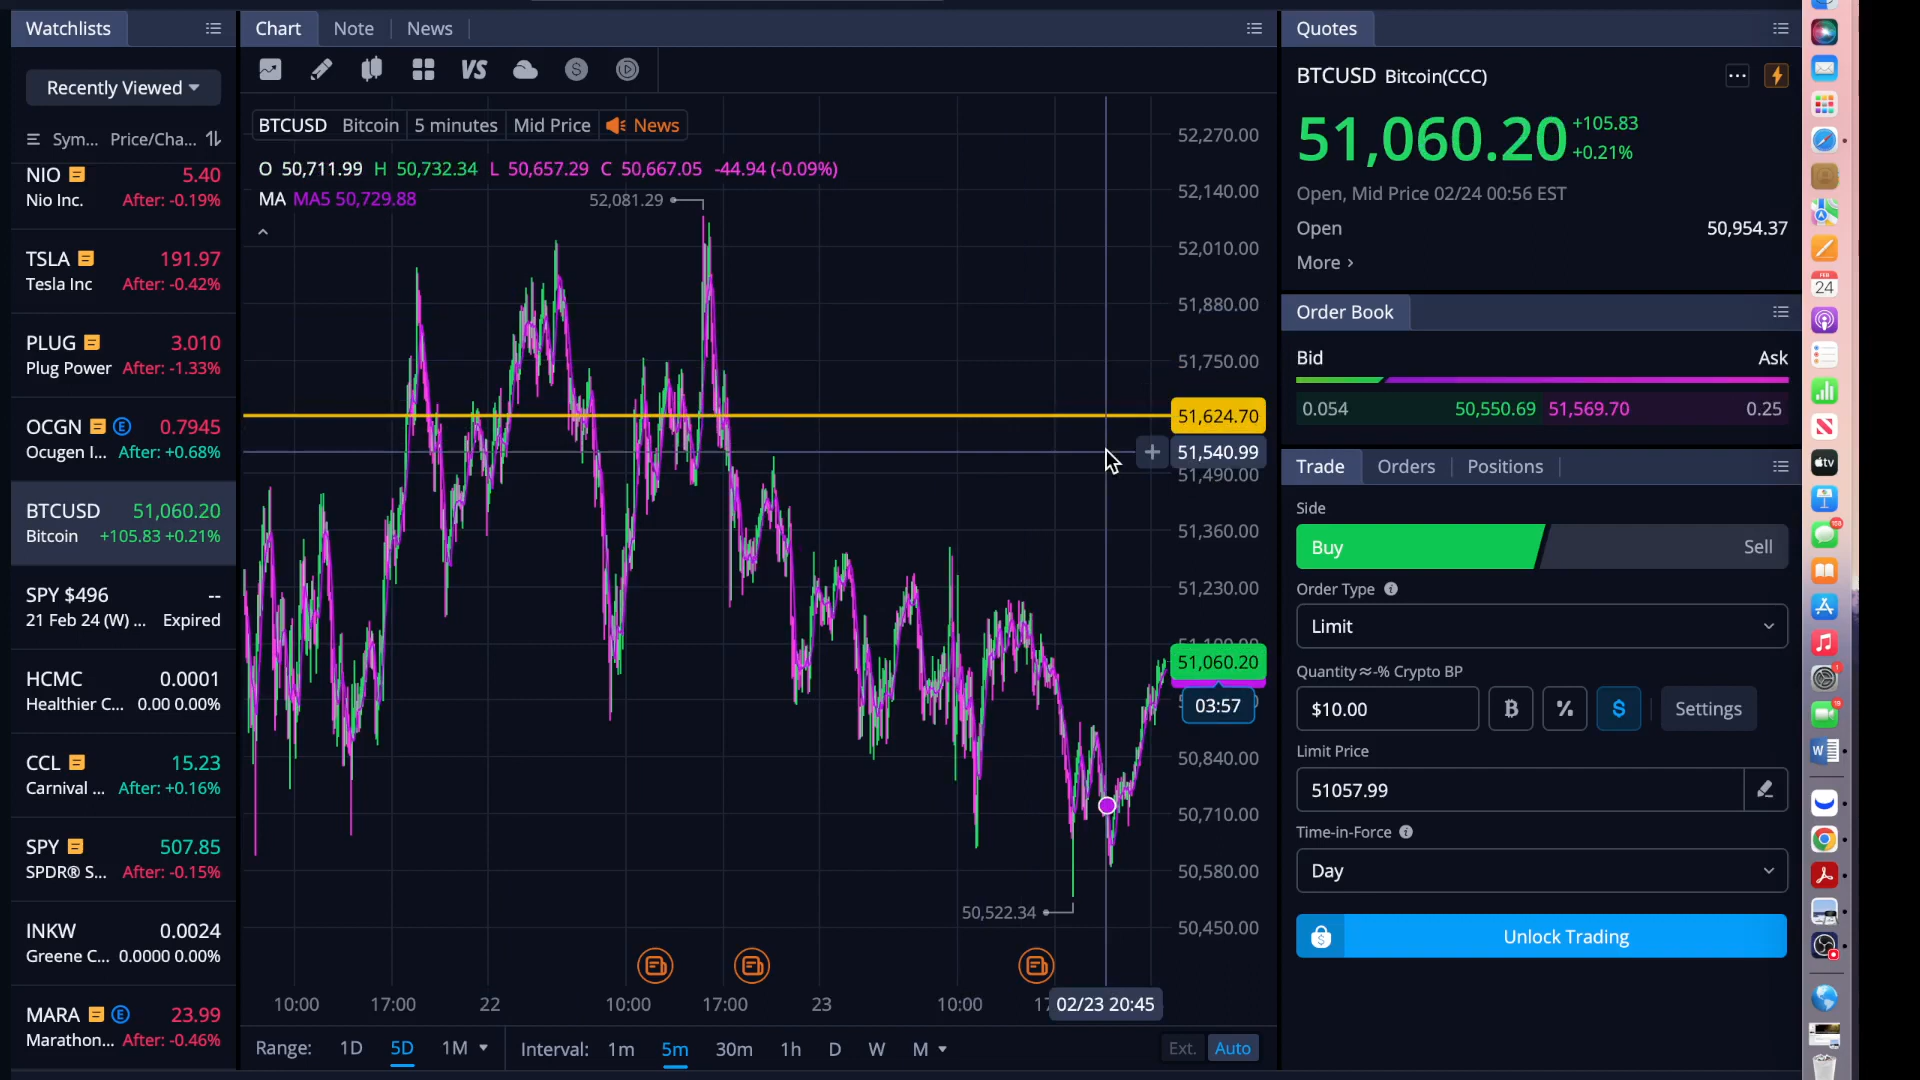 Watchlists
Recently Viewed
Sym... Price/Cha...
NIO 5.40
Nio Inc. After: -0.19%
TSLA 191.97
Tesla Inc After: -0.42%
PLUG 3.010
Plug Power After: -1.33%
OCGN E 0.7945
Ocugen I... After: +0.68%
BTCUSD 51,060.20
Bitcoin +105.83 +0.21%
SPY $496 --
21 Feb 24 (W) ... Expired
HCMC 0.0001
Healthier C... 0.00 0.00%
CCL 15.23
Carnival ... After: +0.16%
SPY 507.85
SPDR® S... After: -0.15%
INKW 0.0024
Greene C... 0.0000 0.00%
MARA E 23.99
Marathon... After: -0.46%
Chart Note News
VS
BTCUSD Bitcoin 5 minutes Mid Price News
O 50,711.99 H 50,732.34 L 50,657.29 C 50,667.05 -44.94 (-0.09%)
MA MA5 50,729.88
52,081.29
52,270.00
52,140.00
52,010.00
51,880.00
51,750.00
51,624.70
51,540.99
51,490.00
51,360.00
51,230.00
51,060.20
03:57
50,840.00
50,710.00
50,580.00
50,522.34
50,450.00
10:00 17:00 22 10:00 17:00 23 10:00 02/23 20:45
Range: 1D 5D 1M Interval: 1m 5m 30m 1h D W M Ext. Auto
Quotes
BTCUSD Bitcoin(CCC)
51,060.20 +105.83
+0.21%
Open, Mid Price 02/24 00:56 EST
Open 50,954.37
More
Order Book
Bid Ask
0.054 50,550.69 51,569.70 0.25
Trade Orders Positions
Side
Buy Sell
Order Type
Limit
Quantity≈-% Crypto BP
$10.00 % $ Settings
Limit Price
51057.99
Time-in-Force
Day
Unlock Trading
FEB
24
tv